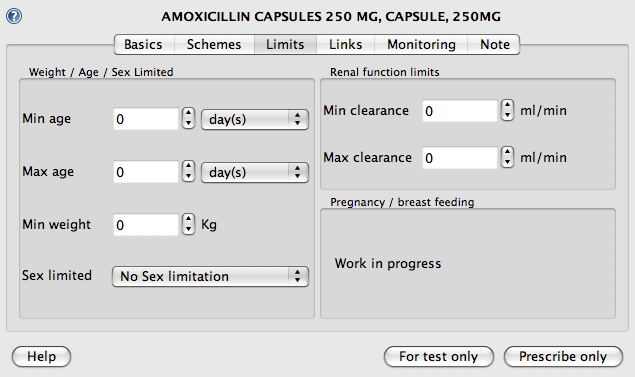 AMOXICILLIN CAPSULES 250 MG, CAPSULE, 250MG
Basics Schemes Limits Links Monitoring Note
Weight / Age / Sex Limited
Min age 0 day(s)
Max age 0 day(s)
Min weight 0 Kg
Sex limited No Sex limitation
Renal function limits
Min clearance 0 ml/min
Max clearance 0 ml/min
Pregnancy / breast feeding
Work in progress
Help For test only Prescribe only